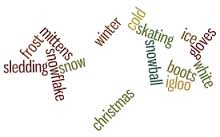 mittens
frost
sledding
snow
snowflake
winter
cold
skating
snowball
ice
gloves
white
boots
igloo
christmas